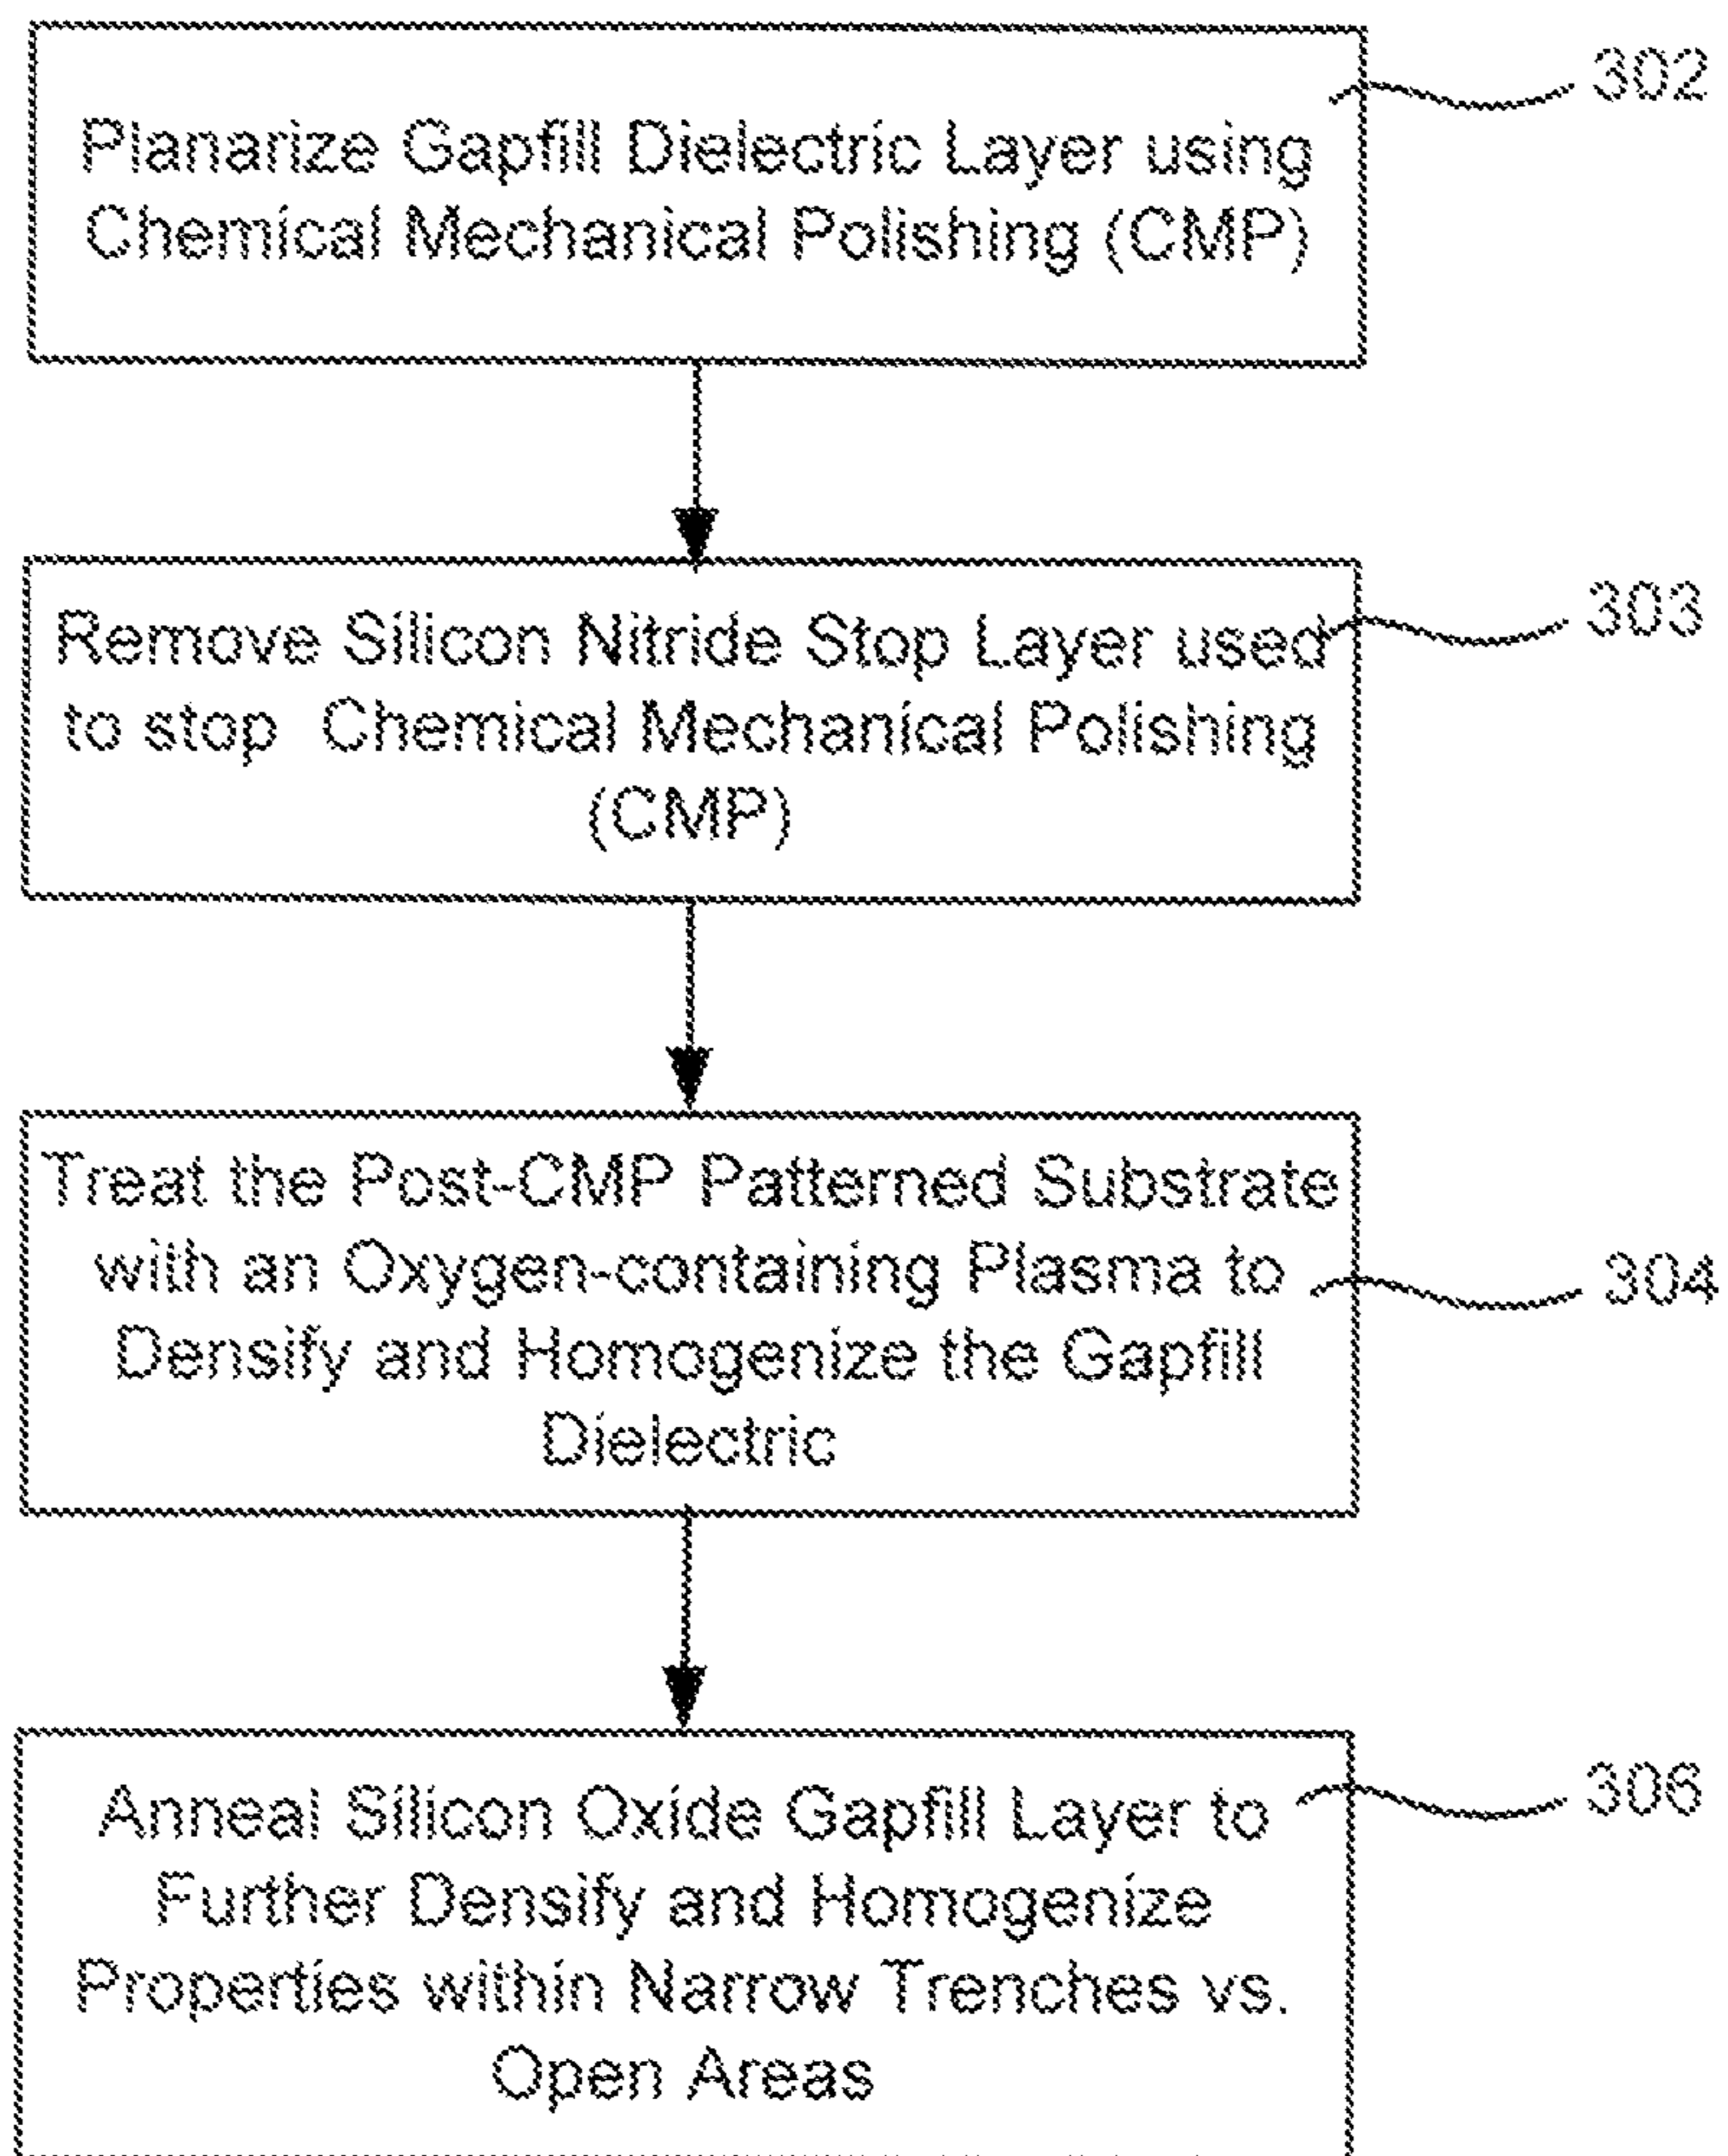 Planarize Gapfill Dielectric Layer using
Chemical Mechanical Polishing (CMP)
302
Remove Silicon Nitride Stop Layer used
to stop Chemical Mechanical Polishing
(CMP)
303
Treat the Post-CMP Patterned Substrate
with an Oxygen-containing Plasma to
Densify and Homogenize the Gapfill
Dielectric
304
Anneal Silicon Oxide Gapfill Layer to
Further Densify and Homogenize
Properties within Narrow Trenches vs.
Open Areas
306